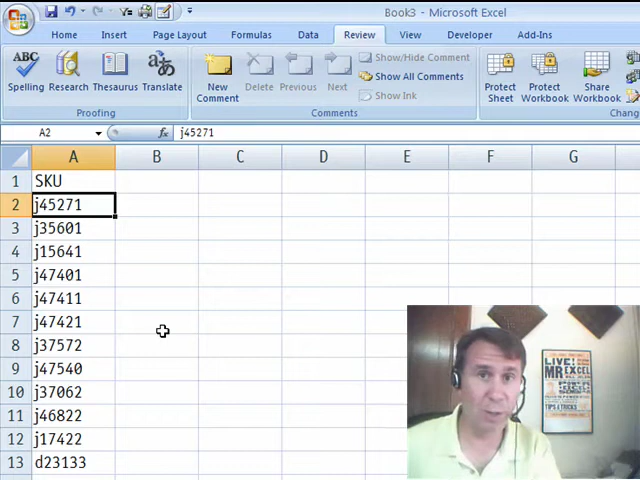 Book3 - Microsoft Excel
Home Page Layout Formulas Data Review View Developer Add-Ins
ABC
Spelling Research Thesaurus Translate
Proofing
New Comment Delete Previous Next
Show/Hide Comment
Show All Comments
Show Ink
Comments
Protect Sheet Protect Workbook Share Workbook
A2 fx j45271
A B C D E F G
1 SKU
2 j45271
3 j35601
4 j15641
5 j47401
6 j47411
7 j47421
8 j37572
9 j47540
10 j37062
11 j46822
12 j17422
13 d23133
LIVE!
MR EXCEL
TIPS & TRICKS